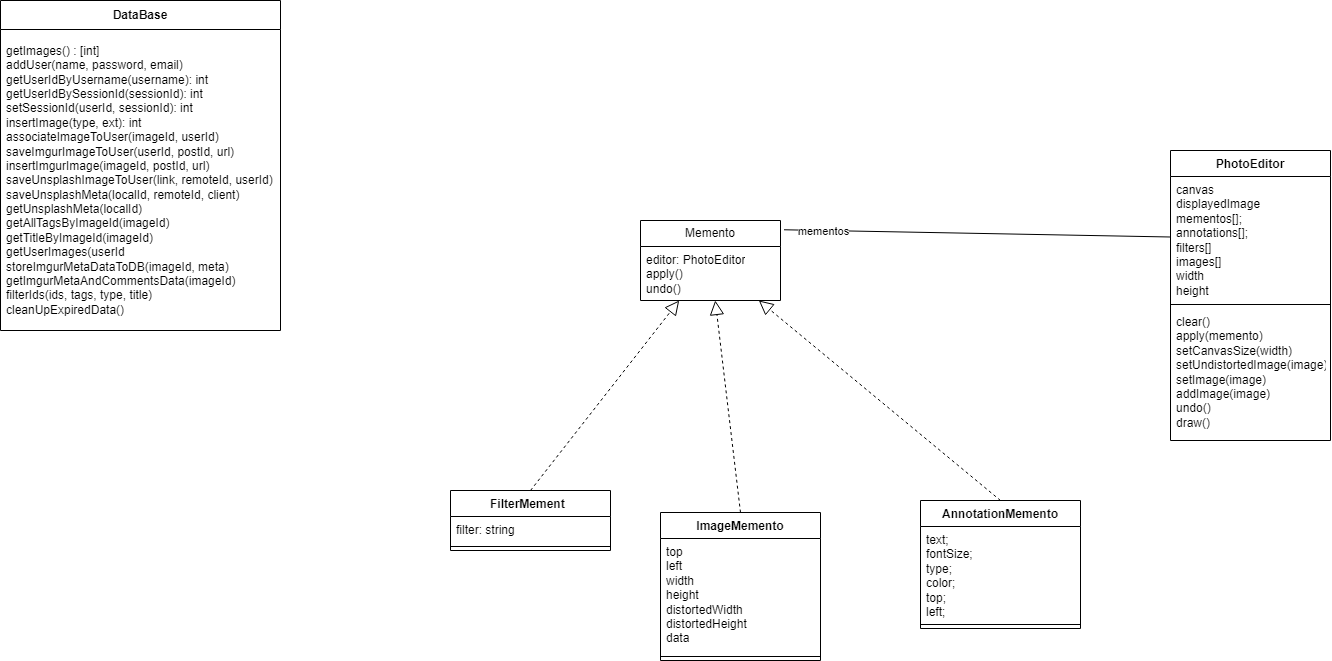 DataBase
getImages() : [int]
addUser(name, password, email)
getUserIdByUsername(username): int
getUserIdBySessionId(sessionId): int
setSessionId(userId, sessionId): int
insertImage(type, ext): int
associateImageToUser(imageId, userId)
saveImgurImageToUser(userId, postId, url)
insertImgurImage(imageId, postId, url)
saveUnsplashImageToUser(link, remoteId, userId)
saveUnsplashMeta(localId, remoteId, client)
getUnsplashMeta(localId)
getAllTagsByImageId(imageId)
getTitleByImageId(imageId)
getUserImages(userId
storeImgurMetaDataToDB(imageId, meta)
getImgurMetaAndCommentsData(imageId)
filterIds(ids, tags, type, title)
cleanUpExpiredData()
Memento
editor: PhotoEditor
apply()
undo()
mementos
PhotoEditor
canvas
displayedImage
mementos[];
annotations[];
filters[]
images[]
width
height
clear()
apply(memento)
setCanvasSize(width)
setUndistortedImage(image)
setImage(image)
addImage(image)
undo()
draw()
FilterMement
filter: string
ImageMemento
top
left
width
height
distortedWidth
distortedHeight
data
AnnotationMemento
text;
fontSize;
type;
color;
top;
left;